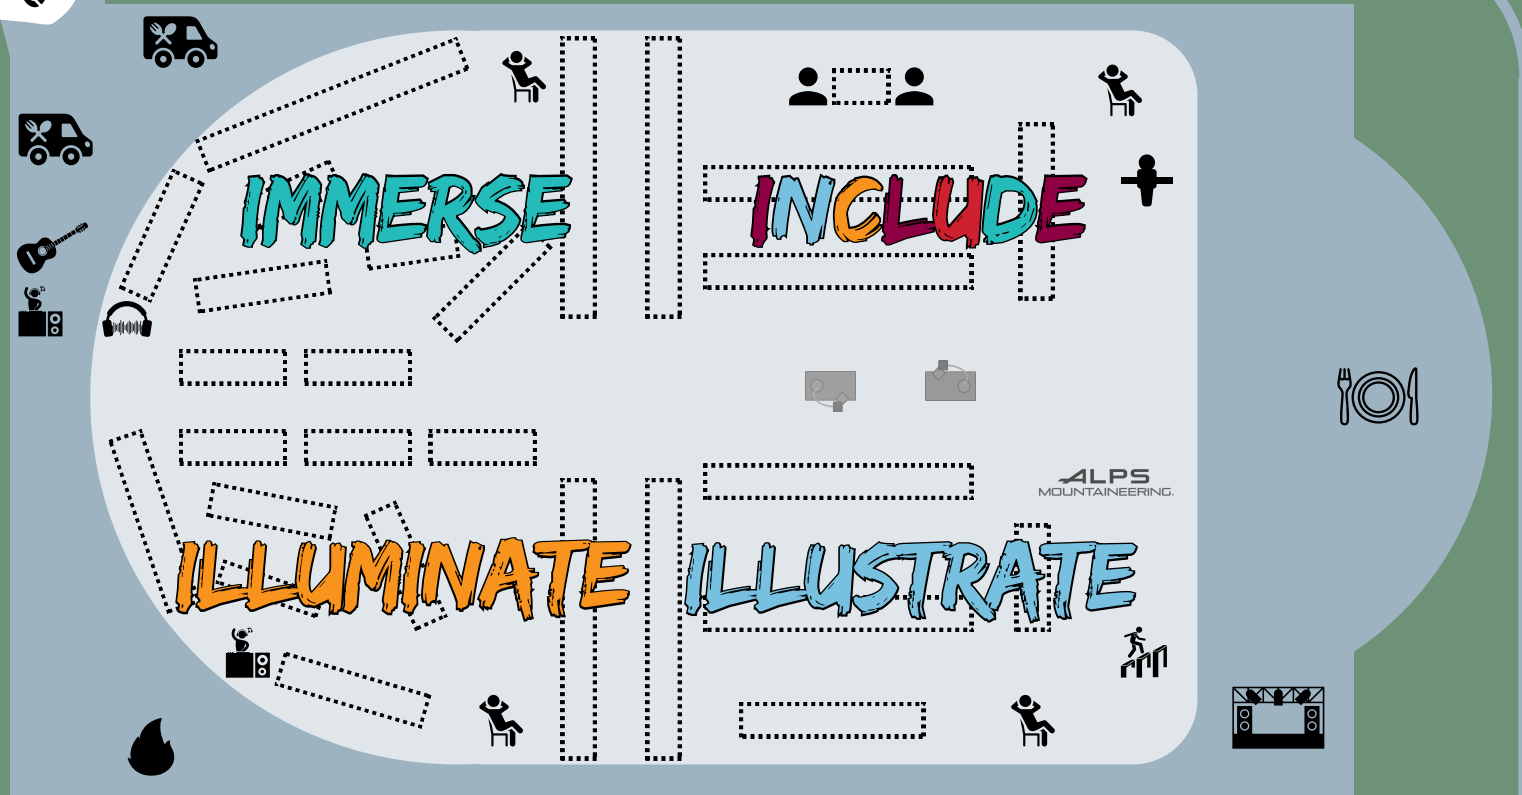 IMMERSE
INCLUDE
ALPS
MOUNTAINEERING.
ILLUMINATE
ILLUSTRATE